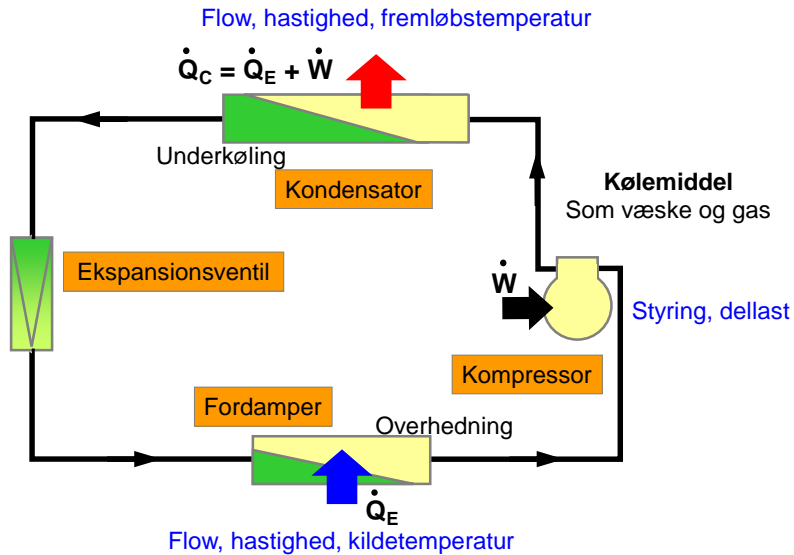 Flow, hastighed, fremløbstemperatur
Q̇C = Q̇E + Ẇ
Underkøling
Kondensator
Kølemiddel
Som væske og gas
Ekspansionsventil
Ẇ
Styring, dellast
Kompressor
Fordamper
Overhedning
Q̇E
Flow, hastighed, kildetemperatur